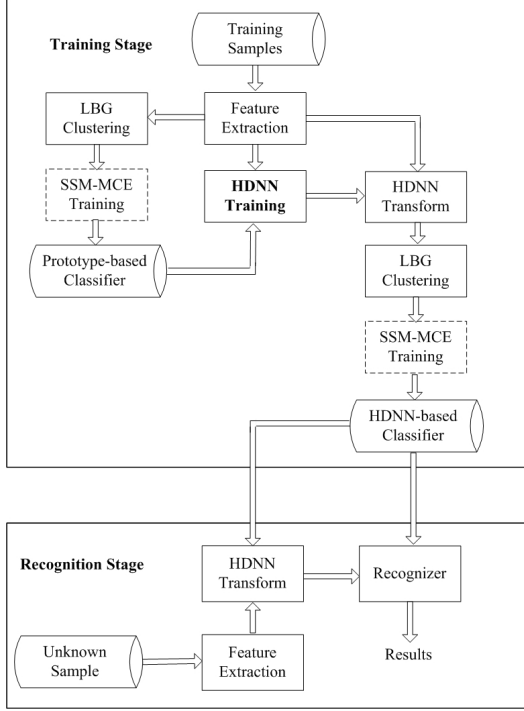 Training Stage
Training
Samples
LBG
Clustering
Feature
Extraction
SSM-MCE
Training
HDNN
Training
HDNN
Transform
Prototype-based
Classifier
LBG
Clustering
SSM-MCE
Training
HDNN-based
Classifier
Recognition Stage
HDNN
Transform
Recognizer
Unknown
Sample
Feature
Extraction
Results